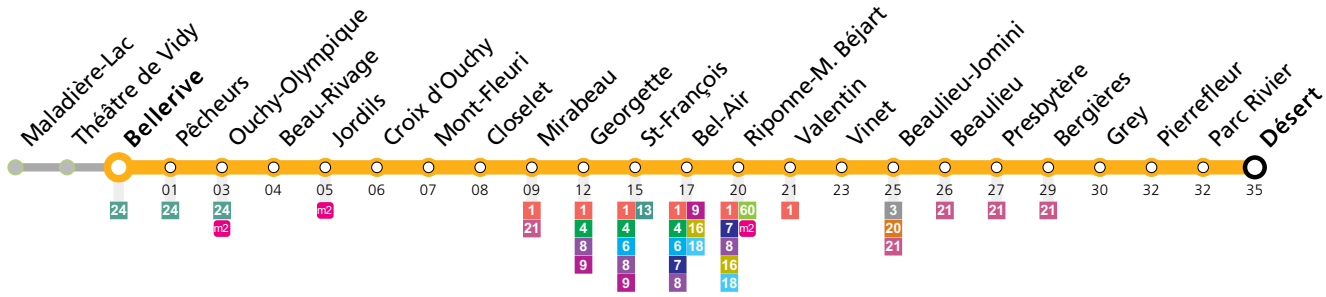 Maladière-Lac
Théâtre de Vidy
Bellerive
Pêcheurs
Ouchy-Olympique
Beau-Rivage
Jordils
Croix d'Ouchy
Mont-Fleuri
Closelet
Mirabeau
Georgette
St-François
Bel-Air
Riponne-M. Béjart
Valentin
Vinet
Beaulieu-Jomini
Beaulieu
Presbytère
Bergières
Grey
Pierrefleur
Parc Rivier
Désert
01 03 04 05 06 07 08 09 12 15 17 20 21 23 25 26 27 29 30 32 32 35
24 24 24 m2 1 1 1 13 1 9 1 60 1 3 21 21 21
m2 21 4 4 4 16 7 m2 20
8 6 6 18 8 21
9 8 7 16
9 8 18